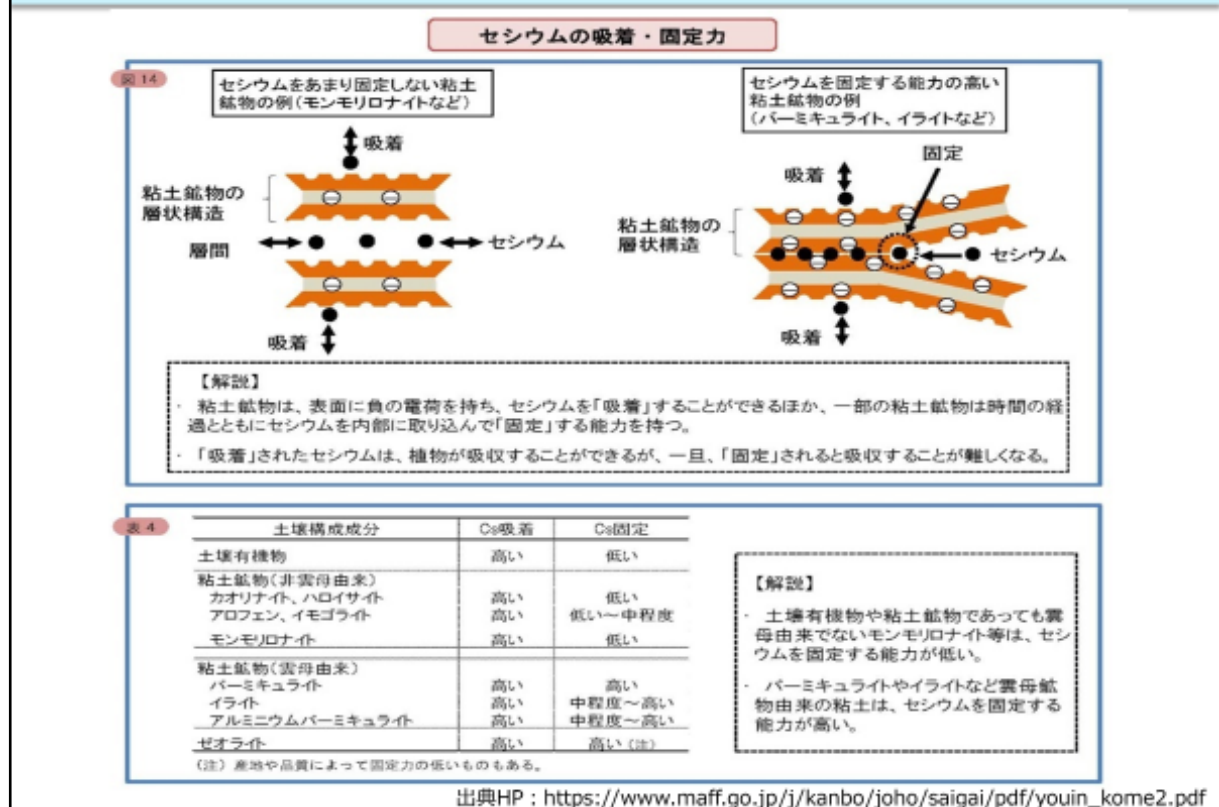 セシウムの吸着・固定力
図 14
セシウムをあまり固定しない粘土
鉱物の例(モンモリロナイトなど)
吸着
粘土鉱物の
層状構造
層間
セシウム
吸着
セシウムを固定する能力の高い
粘土鉱物の例
(バーミキュライト、イライトなど)
固定
吸着
粘土鉱物の
層状構造
セシウム
吸着
【解説】
・ 粘土鉱物は、表面に負の電荷を持ち、セシウムを「吸着」することができるほか、一部の粘土鉱物は時間の経
過とともにセシウムを内部に取り込んで「固定」する能力を持つ。
・ 「吸着」されたセシウムは、植物が吸収することができるが、一旦、「固定」されると吸収することが難しくなる。
表 4
土壌構成成分 Cs吸着 Cs固定
土壌有機物 高い 低い
粘土鉱物(非雲母由来)
カオリナイト、ハロイサイト 高い 低い
アロフェン、イモゴライト 高い 低い~中程度
モンモリロナイト 高い 低い
粘土鉱物(雲母由来)
バーミキュライト 高い 高い
イライト 高い 中程度~高い
アルミニウムバーミキュライト 高い 中程度~高い
ゼオライト 高い 高い(注)
(注) 産地や品質によって固定力の低いものもある。
【解説】
・ 土壌有機物や粘土鉱物であっても雲
母由来でないモンモリロナイト等は、セシ
ウムを固定する能力が低い。
・ バーミキュライトやイライトなど雲母鉱
物由来の粘土は、セシウムを固定する
能力が高い。
出典HP:https://www.maff.go.jp/j/kanbo/joho/saigai/pdf/youin_kome2.pdf